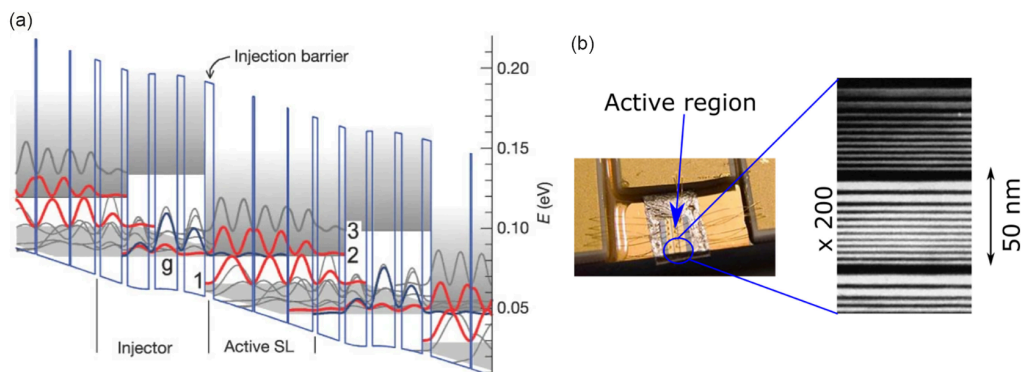 (a)
Injection barrier
0.20
0.15
0.10
0.05
E (eV)
3
2
g
1
Injector
Active SL
(b)
Active region
x 200
50 nm